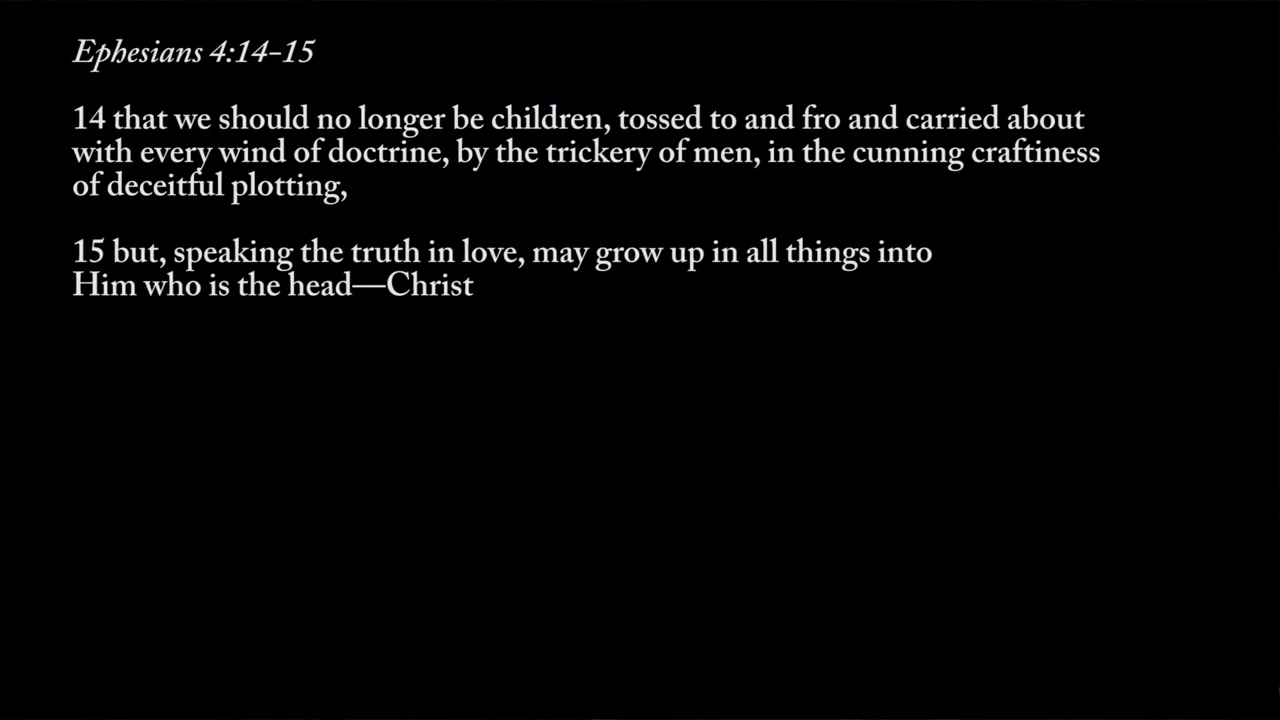 Ephesians 4:14-15
14 that we should no longer be children, tossed to and fro and carried about
with every wind of doctrine, by the trickery of men, in the cunning craftiness
of deceitful plotting,
15 but, speaking the truth in love, may grow up in all things into
Him who is the head—Christ